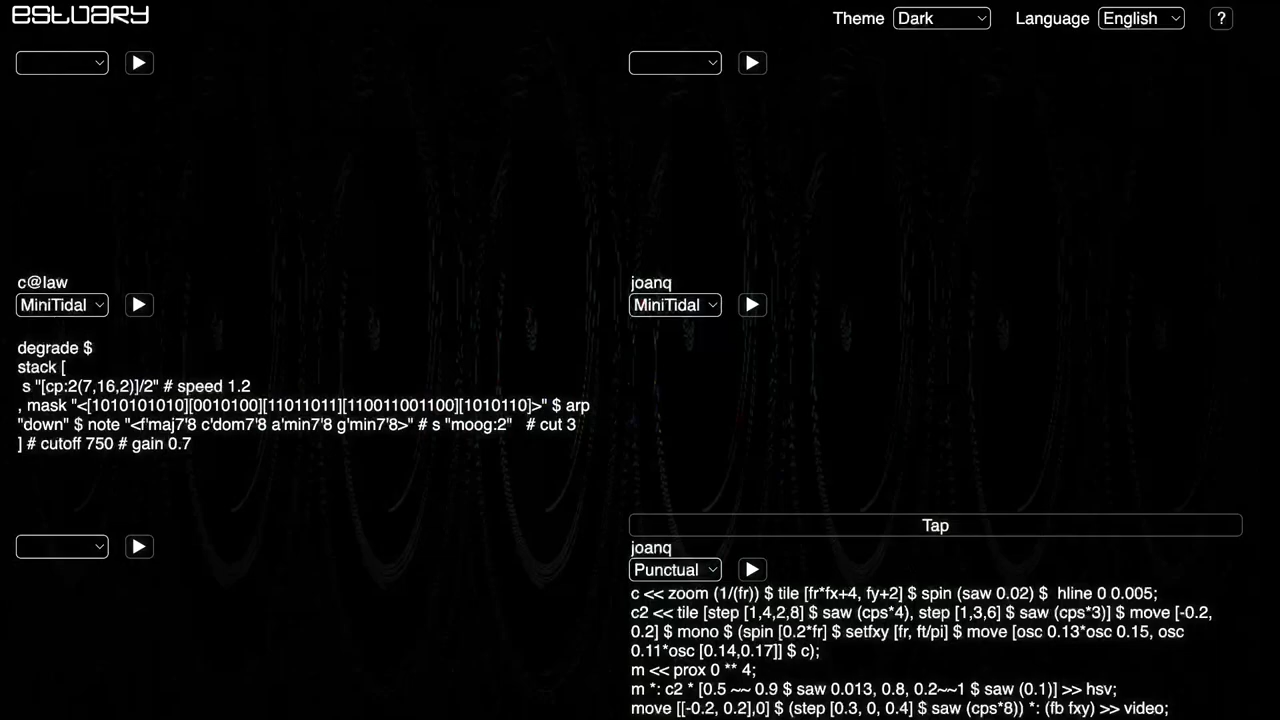 estuary
Theme Dark Language English ?
c@law
MiniTidal
degrade $
stack [
s "[cp:2(7,16,2)]/2" # speed 1.2
, mask "<[1010101010][0010100][11011011][110011001100][1010110]>" $ arp
"down" $ note "<f'maj7'8 c'dom7'8 a'min7'8 g'min7'8>" # s "moog:2" # cut 3
] # cutoff 750 # gain 0.7
joanq
MiniTidal
Tap
joanq
Punctual
c << zoom (1/(fr)) $ tile [fr*fx+4, fy+2] $ spin (saw 0.02) $ hline 0 0.005;
c2 << tile [step [1,4,2,8] $ saw (cps*4), step [1,3,6] $ saw (cps*3)] $ move [-0.2,
0.2] $ mono $ (spin [0.2*fr] $ setfxy [fr, ft/pi] $ move [osc 0.13*osc 0.15, osc
0.11*osc [0.14,0.17]] $ c);
m << prox 0 ** 4;
m *: c2 * [0.5 ~~ 0.9 $ saw 0.013, 0.8, 0.2~~1 $ saw (0.1)] >> hsv;
move [[-0.2, 0.2],0] $ (step [0.3, 0, 0.4] $ saw (cps*8)) *: (fb fxy) >> video;